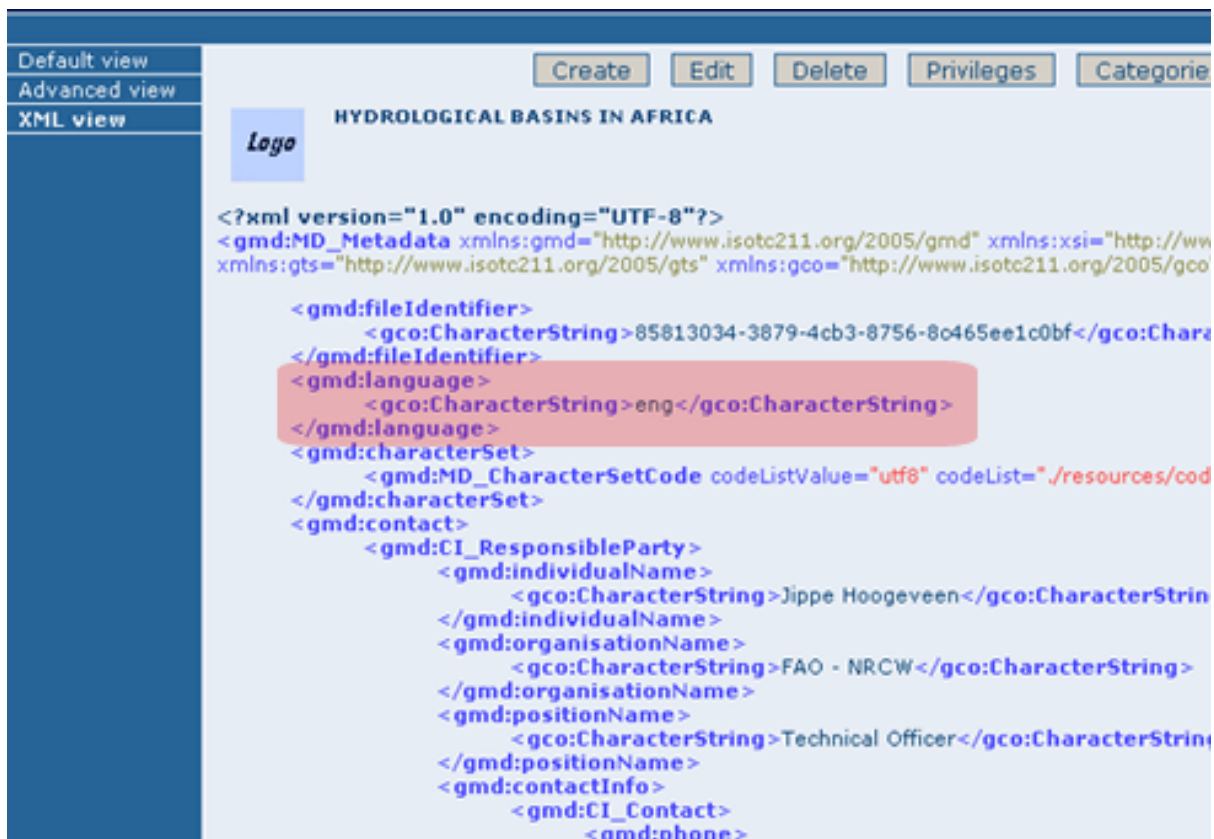 Default view
Advanced view
XML view
Create Edit Delete Privileges Categorie
Logo
HYDROLOGICAL BASINS IN AFRICA
<?xml version="1.0" encoding="UTF-8"?>
<gmd:MD_Metadata xmlns:gmd="http://www.isotc211.org/2005/gmd" xmlns:xsi="http://ww
xmlns:gts="http://www.isotc211.org/2005/gts" xmlns:gco="http://www.isotc211.org/2005/gco"
<gmd:fileIdentifier>
<gco:CharacterString>85813034-3879-4cb3-8756-8c465ee1c0bf</gco:Chara
</gmd:fileIdentifier>
<gmd:language>
<gco:CharacterString>eng</gco:CharacterString>
</gmd:language>
<gmd:characterSet>
<gmd:MD_CharacterSetCode codeListValue="utf8" codeList="./resources/cod
</gmd:characterSet>
<gmd:contact>
<gmd:CI_ResponsibleParty>
<gmd:individualName>
<gco:CharacterString>Jippe Hoogeveen</gco:CharacterStrin
</gmd:individualName>
<gmd:organisationName>
<gco:CharacterString>FAO - NRCW</gco:CharacterString>
</gmd:organisationName>
<gmd:positionName>
<gco:CharacterString>Technical Officer</gco:CharacterString
</gmd:positionName>
<gmd:contactInfo>
<gmd:CI_Contact>
<gmd:phone>